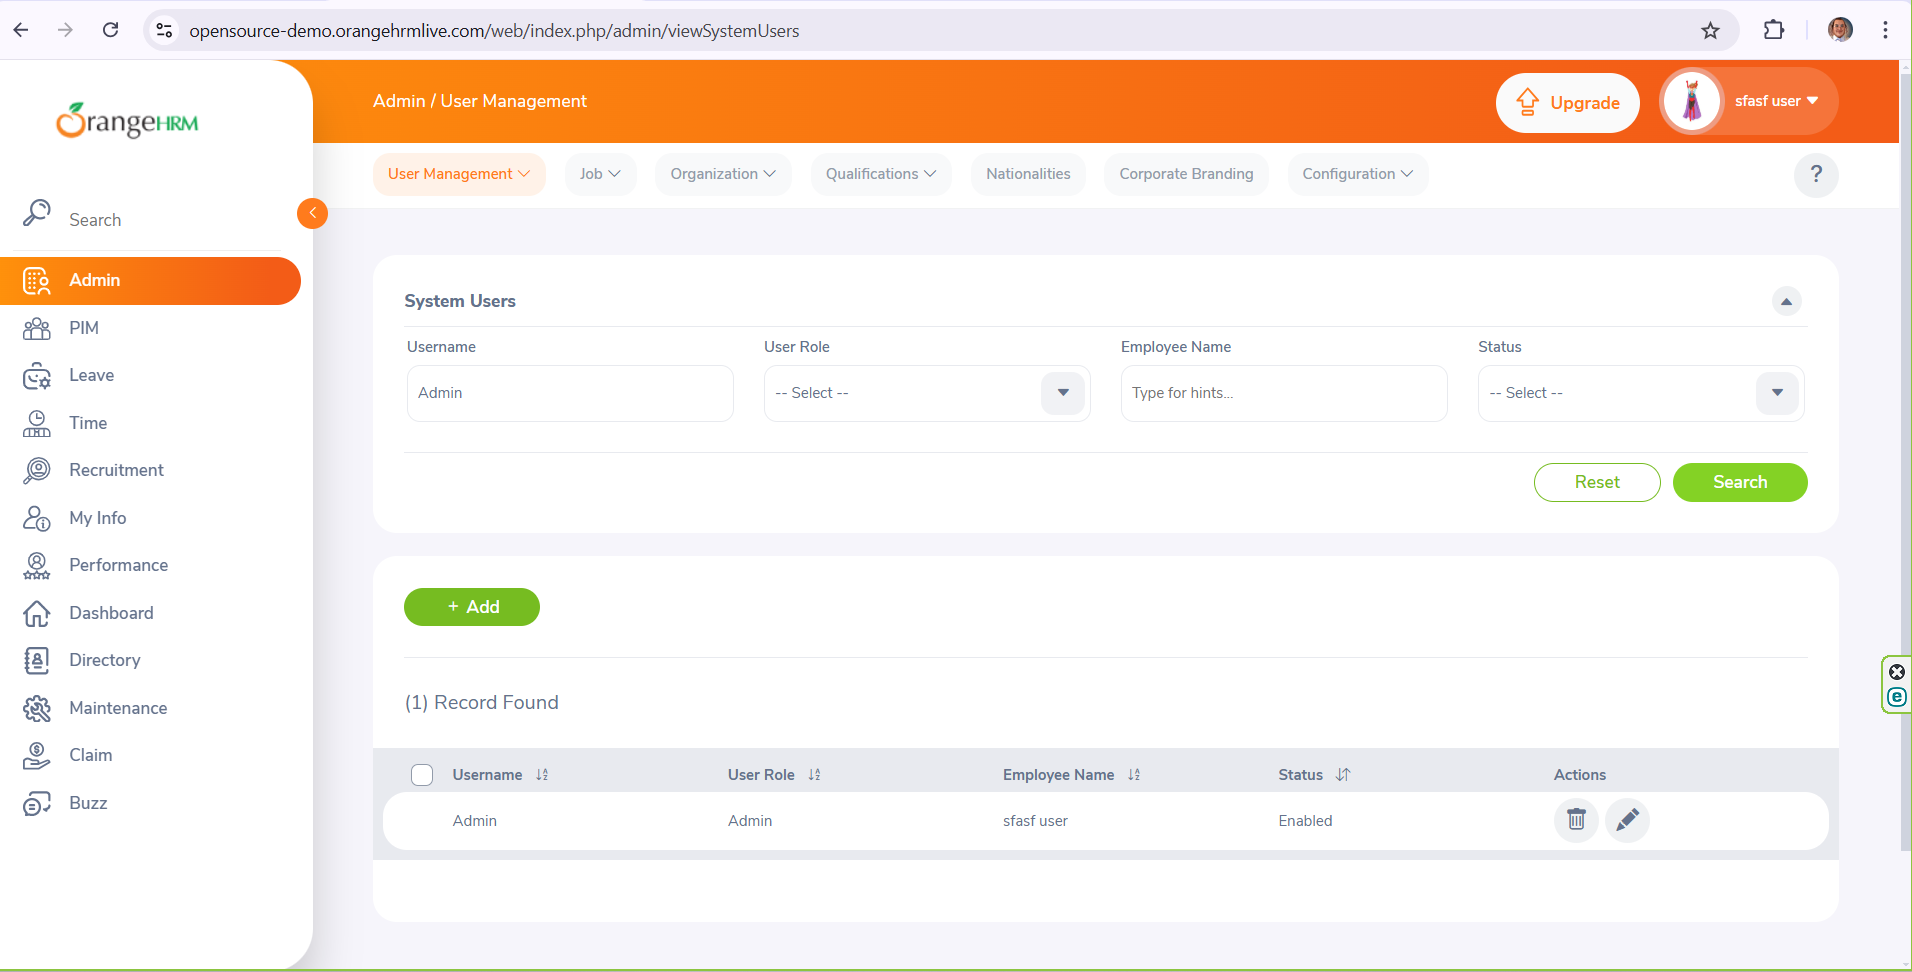 opensource-demo.orangehrmlive.com/web/index.php/admin/viewSystemUsers
OrangeHRM
Admin / User Management
Upgrade
sfasf user
User Management
Job
Organization
Qualifications
Nationalities
Corporate Branding
Configuration
?
Search
Admin
PIM
Leave
Time
Recruitment
My Info
Performance
Dashboard
Directory
Maintenance
Claim
Buzz
System Users
Username
User Role
Employee Name
Status
Admin
-- Select --
Type for hints...
-- Select --
Reset
Search
+ Add
(1) Record Found
Username
User Role
Employee Name
Status
Actions
Admin
Admin
sfasf user
Enabled